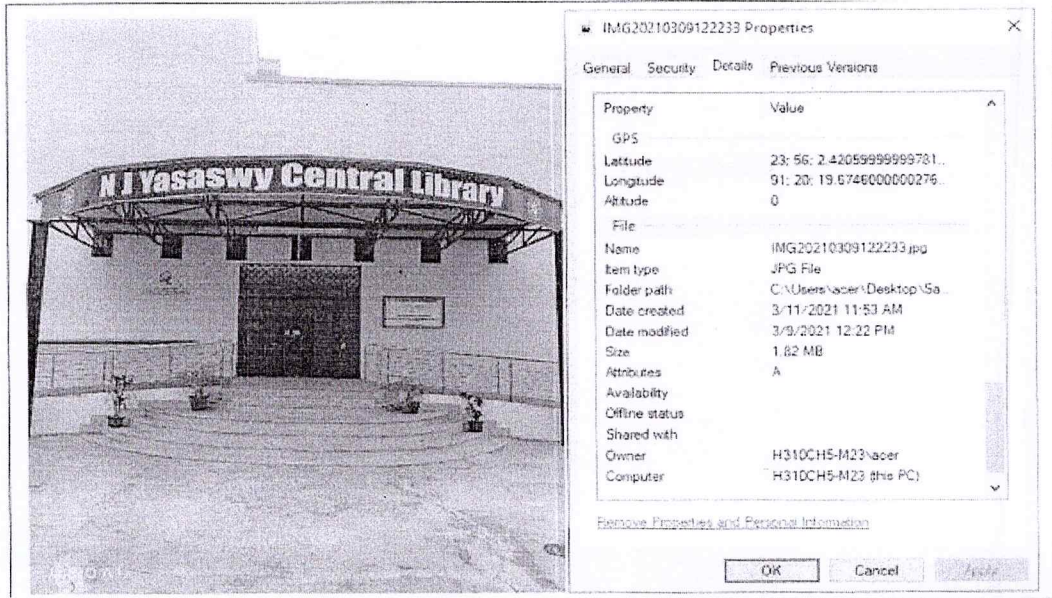 N J Yasaswy Central Library
IMG20210309122233 Properties
General Security Details Previous Versions
Property Value
GPS
Latitude 23; 56; 2.42059999999781...
Longitude 91; 20; 19.6746000000276...
Altitude 0
File
Name IMG20210309122233.jpg
Item type JPG File
Folder path C:\Users\acer\Desktop\Sa...
Date created 3/11/2021 11:53 AM
Date modified 3/9/2021 12:22 PM
Size 1.82 MB
Attributes A
Availability
Offline status
Shared with
Owner H310CH5-M23\acer
Computer H310CH5-M23 (this PC)
Remove Properties and Personal Information
OK Cancel Apply